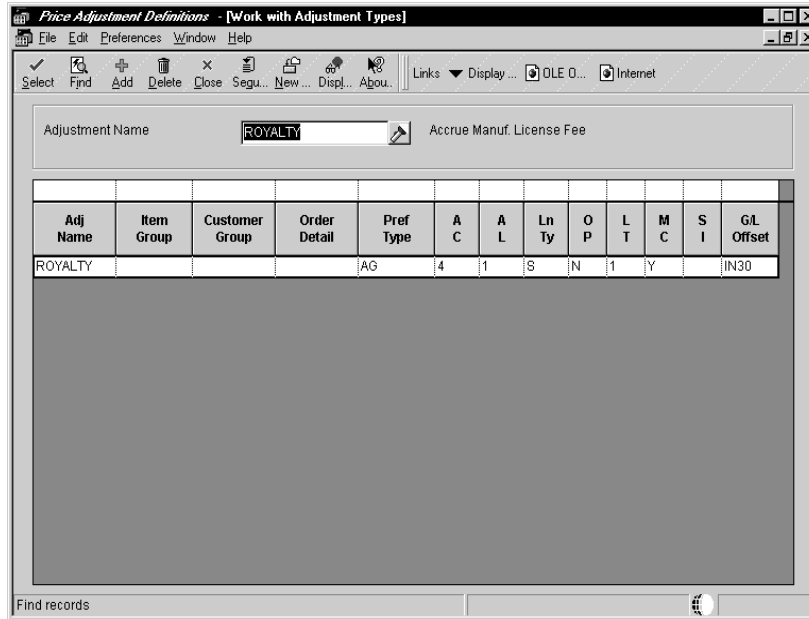 Price Adjustment Definitions - [Work with Adjustment Types]
File Edit Preferences Window Help
Select Find Add Delete Close Segu... New ... Displ... Abou.. Links Display ... OLE O... Internet
Adjustment Name ROYALTY Accrue Manuf. License Fee
Adj Name Item Group Customer Group Order Detail Pref Type A C A L Ln Ty O P L T M C S I G/L Offset
ROYALTY AG 4 1 S N 1 Y IN30
Find records